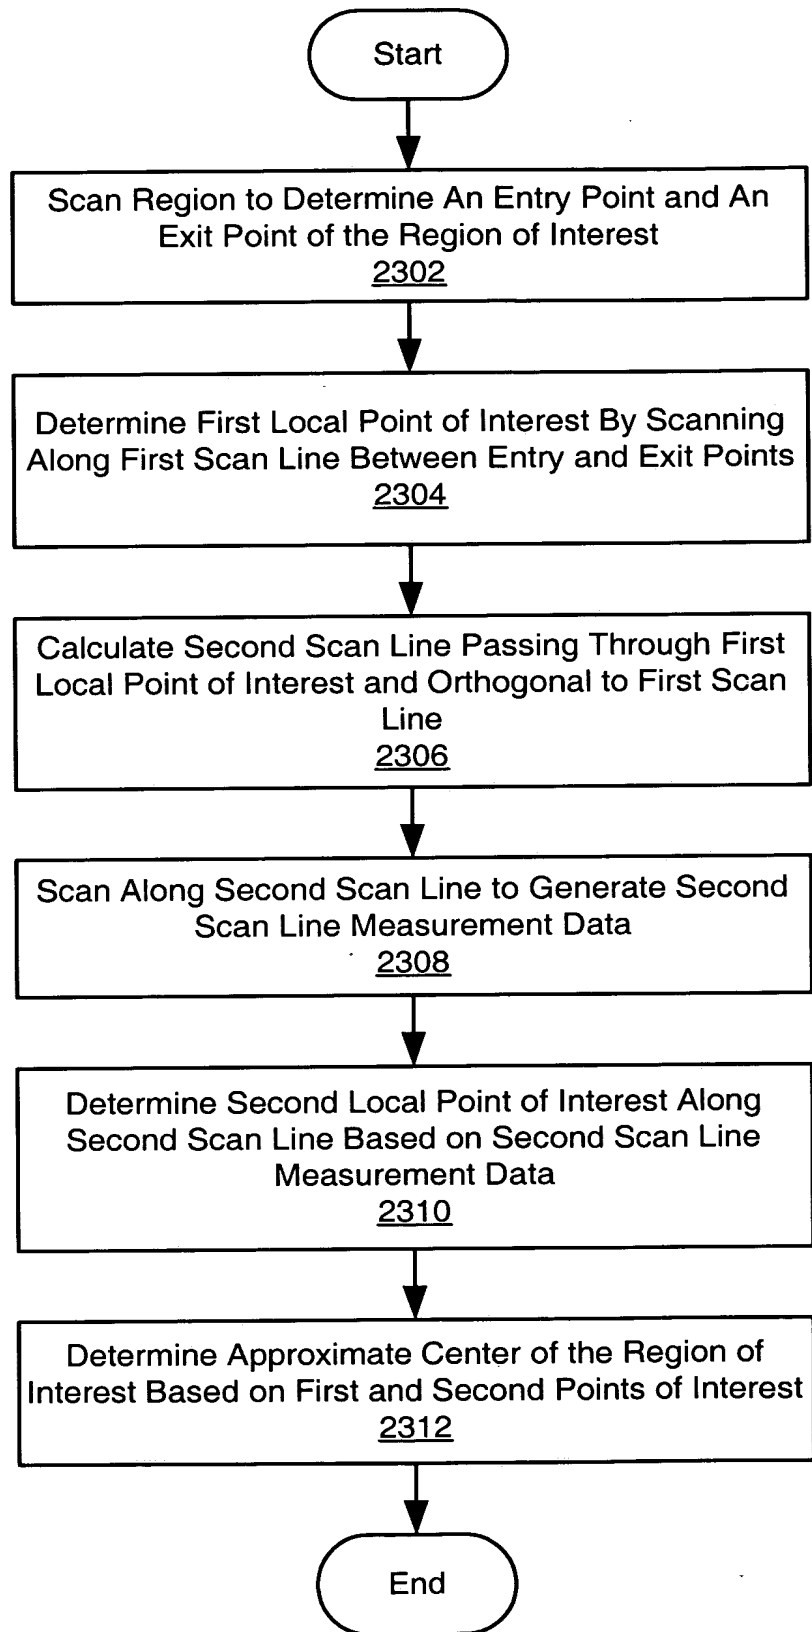 Start
Scan Region to Determine An Entry Point and An
Exit Point of the Region of Interest
2302
Determine First Local Point of Interest By Scanning
Along First Scan Line Between Entry and Exit Points
2304
Calculate Second Scan Line Passing Through First
Local Point of Interest and Orthogonal to First Scan
Line
2306
Scan Along Second Scan Line to Generate Second
Scan Line Measurement Data
2308
Determine Second Local Point of Interest Along
Second Scan Line Based on Second Scan Line
Measurement Data
2310
Determine Approximate Center of the Region of
Interest Based on First and Second Points of Interest
2312
End